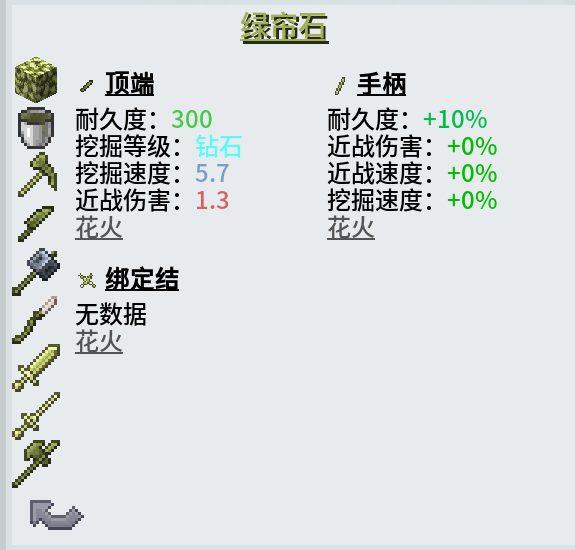 绿帘石
顶端
耐久度：300
挖掘等级：钻石
挖掘速度：5.7
近战伤害：1.3
花火
手柄
耐久度：+10%
近战伤害：+0%
近战速度：+0%
挖掘速度：+0%
花火
绑定结
无数据
花火